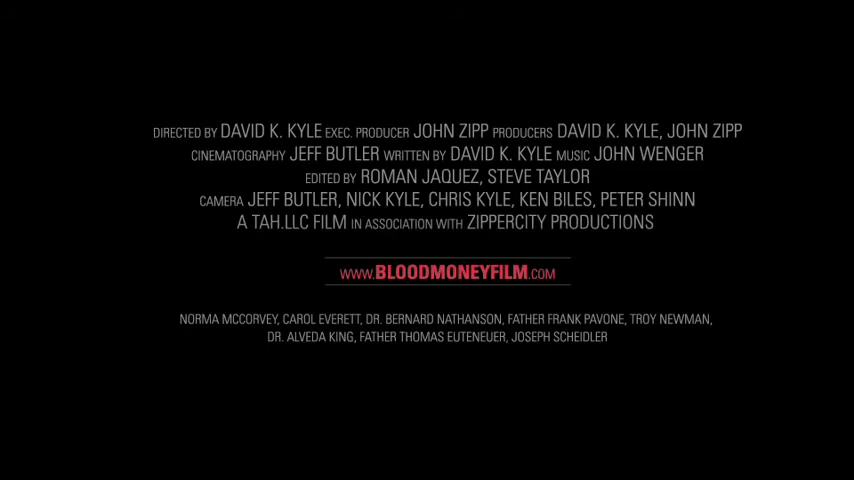 DIRECTED BY DAVID K. KYLE EXEC. PRODUCER JOHN ZIPP PRODUCERS DAVID K. KYLE, JOHN ZIPP
CINEMATOGRAPHY JEFF BUTLER WRITTEN BY DAVID K. KYLE MUSIC JOHN WENGER
EDITED BY ROMAN JAQUEZ, STEVE TAYLOR
CAMERA JEFF BUTLER, NICK KYLE, CHRIS KYLE, KEN BILES, PETER SHINN
A TAH.LLC FILM IN ASSOCIATION WITH ZIPPERCITY PRODUCTIONS
WWW.BLOODMONEYFILM.COM
NORMA MCCORVEY, CAROL EVERETT, DR. BERNARD NATHANSON, FATHER FRANK PAVONE, TROY NEWMAN,
DR. ALVEDA KING, FATHER THOMAS EUTENEUER, JOSEPH SCHEIDLER